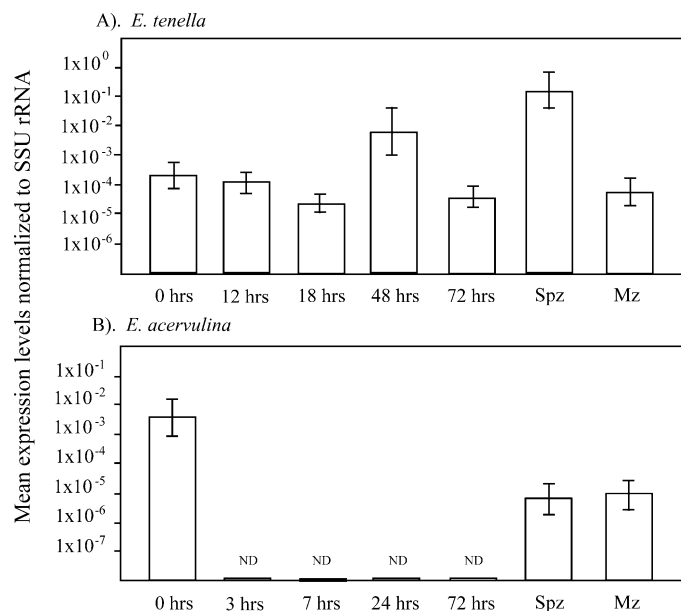 Mean expression levels normalized to SSU rRNA
A). E. tenella
1x10⁰
1x10⁻¹
1x10⁻²
1x10⁻³
1x10⁻⁴
1x10⁻⁵
1x10⁻⁶
0 hrs 12 hrs 18 hrs 48 hrs 72 hrs Spz Mz
B). E. acervulina
1x10⁻¹
1x10⁻²
1x10⁻³
1x10⁻⁴
1x10⁻⁵
1x10⁻⁶
1x10⁻⁷
ND ND ND ND
0 hrs 3 hrs 7 hrs 24 hrs 72 hrs Spz Mz